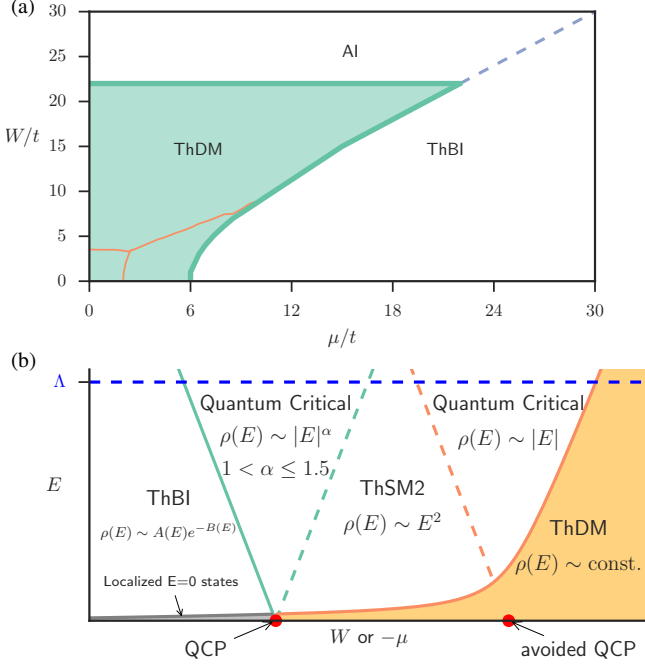 (a)
30
25
20
15
10
5
0
W/t
AI
ThDM
ThBI
0
6
12
18
24
30
μ/t
(b)
Λ
E
Quantum Critical
ρ(E) ∼ |E|^α
1 < α ≤ 1.5
Quantum Critical
ρ(E) ∼ |E|
ThBI
ρ(E) ∼ A(E)e^{-B(E)}
ThSM2
ρ(E) ∼ E^2
ThDM
ρ(E) ∼ const.
Localized E=0 states
QCP
W or −μ
avoided QCP